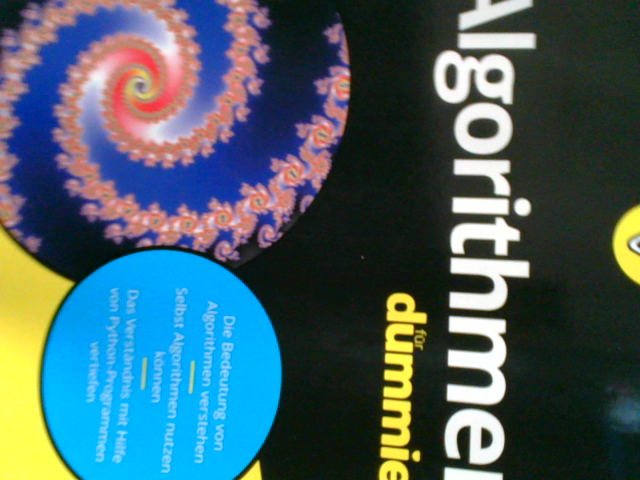 Algorithmen
für
dummies
Die Bedeutung von
Algorithmen verstehen
Selbst Algorithmen nutzen
können
Das Verständnis mit Hilfe
von Python-Programmen
vertiefen